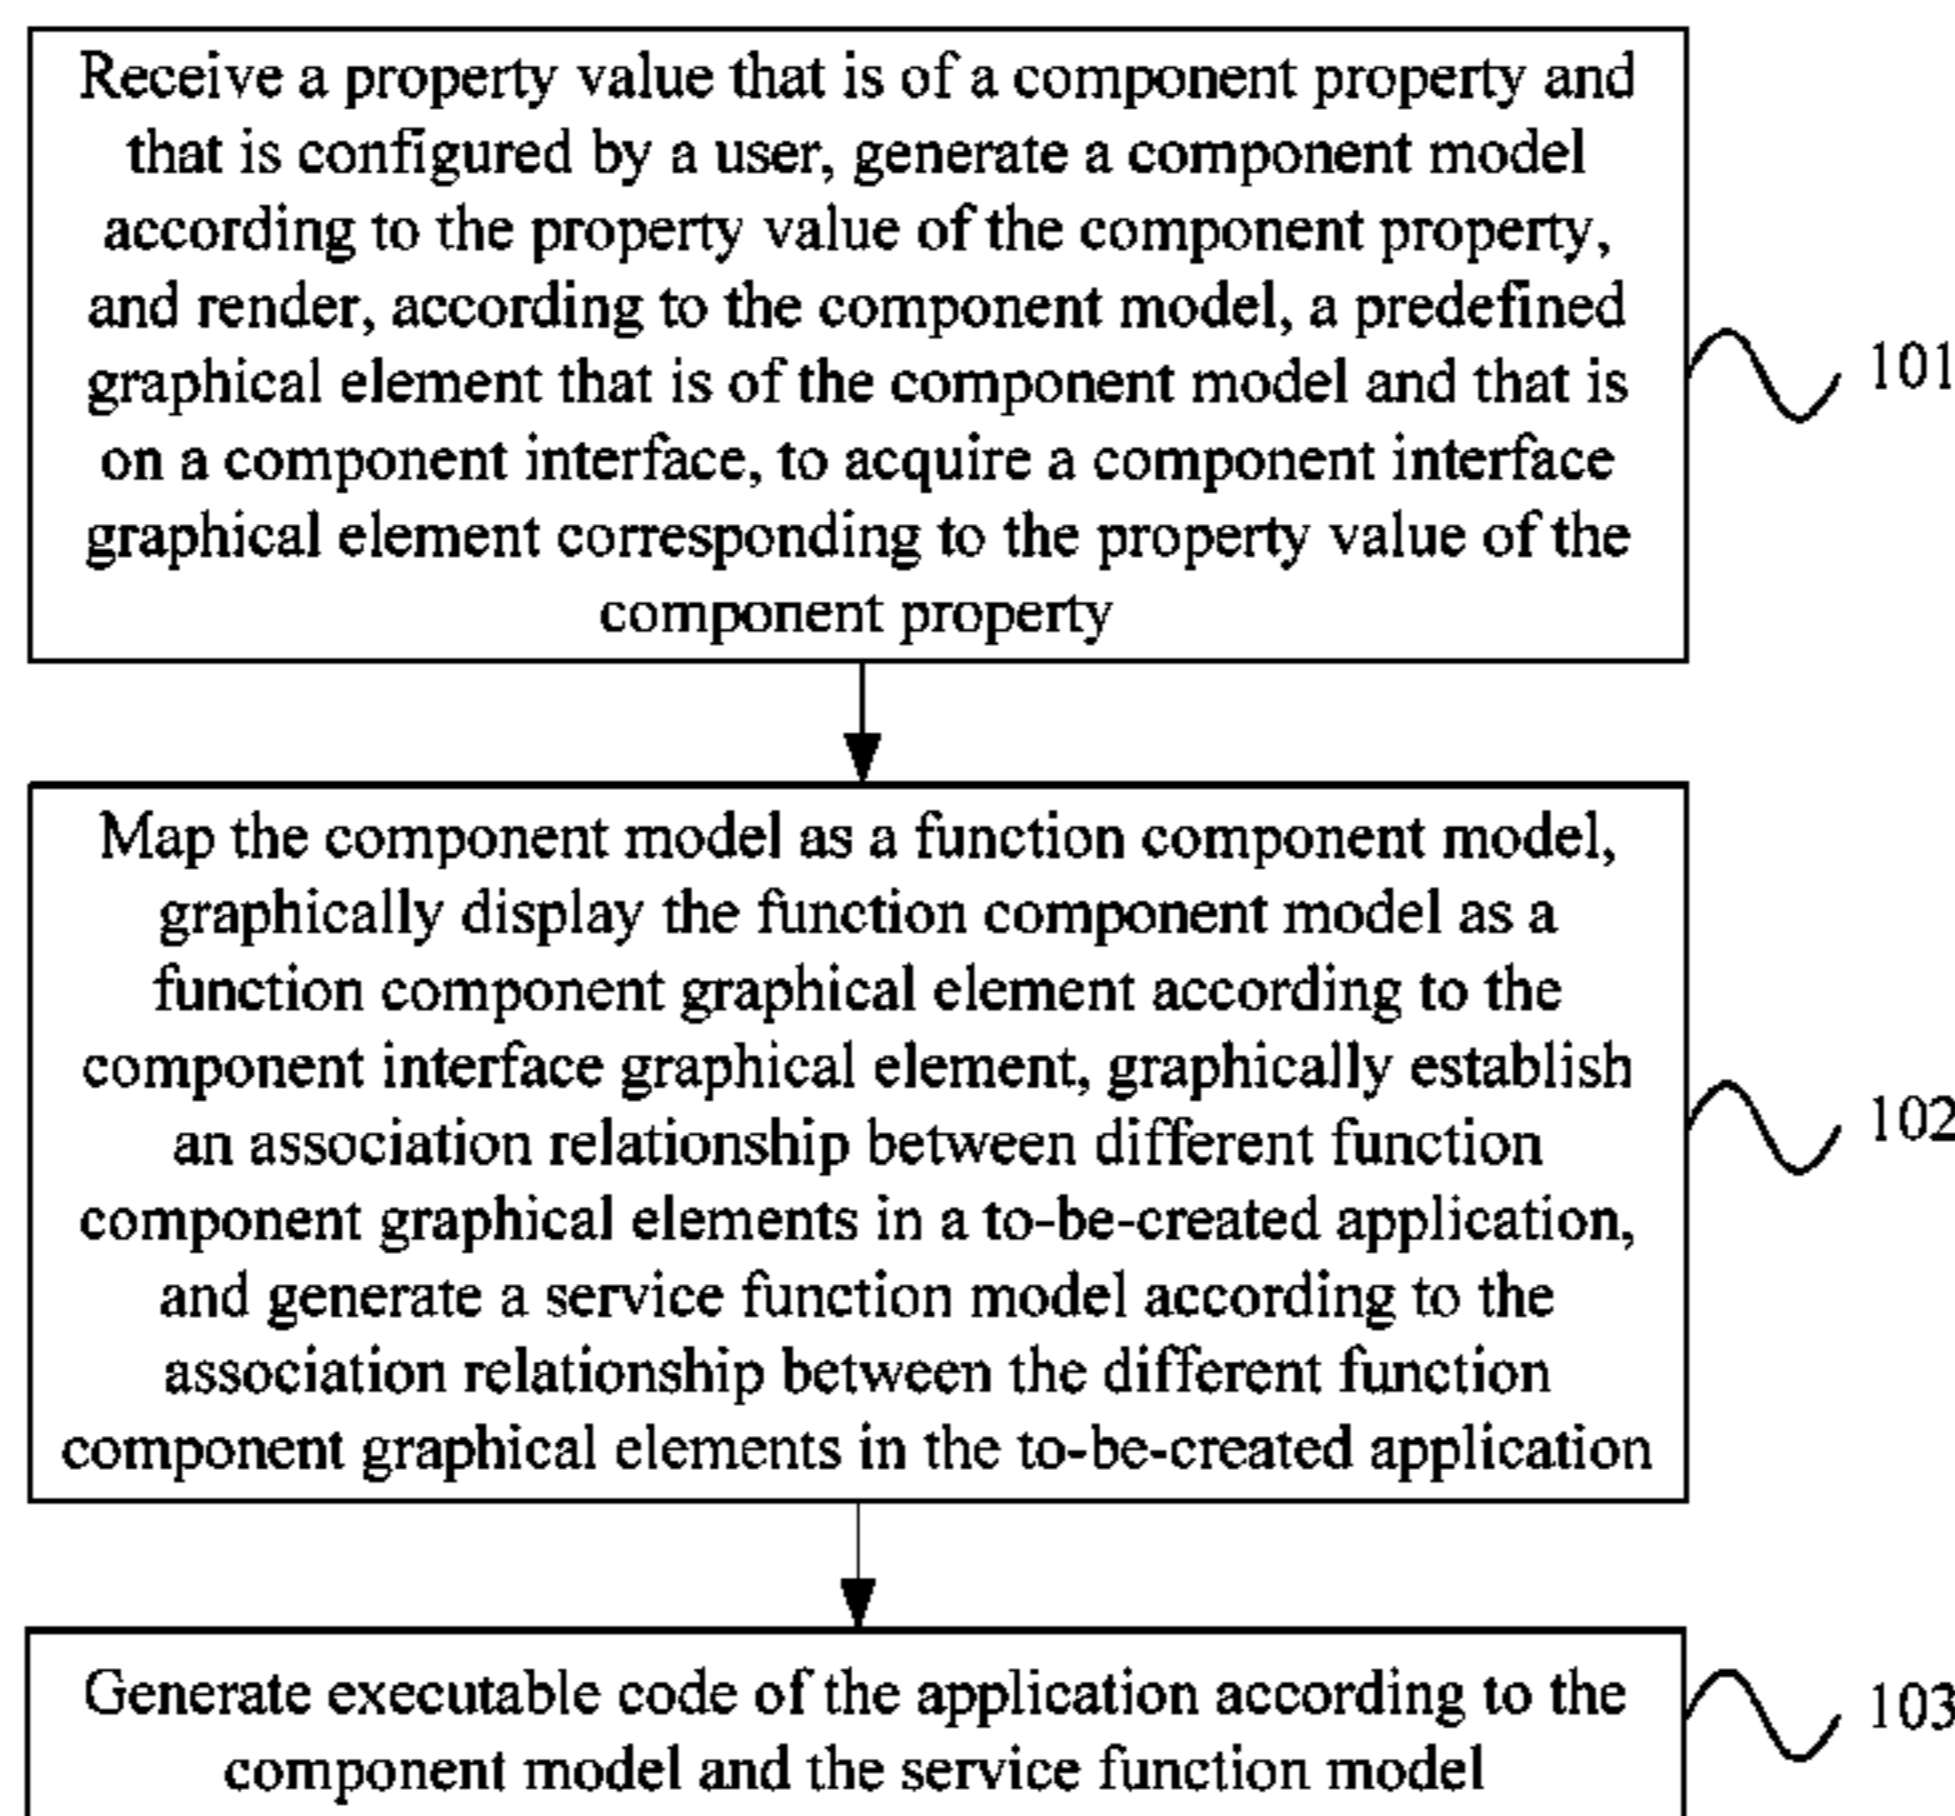 Receive a property value that is of a component property and
that is configured by a user, generate a component model
according to the property value of the component property,
and render, according to the component model, a predefined
graphical element that is of the component model and that is
on a component interface, to acquire a component interface
graphical element corresponding to the property value of the
component property
101
Map the component model as a function component model,
graphically display the function component model as a
function component graphical element according to the
component interface graphical element, graphically establish
an association relationship between different function
component graphical elements in a to-be-created application,
and generate a service function model according to the
association relationship between the different function
component graphical elements in the to-be-created application
102
Generate executable code of the application according to the
component model and the service function model
103